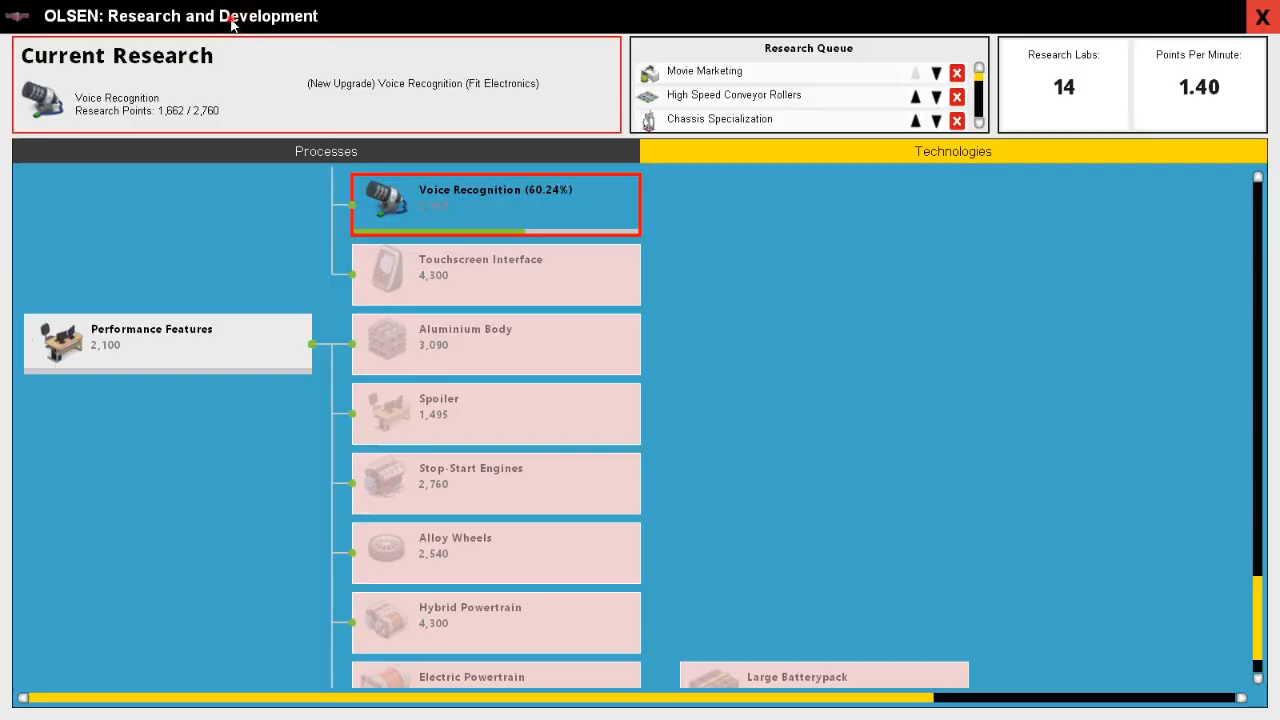 OLSEN: Research and Development
X
Current Research
(New Upgrade) Voice Recognition (Fit Electronics)
Voice Recognition
Research Points: 1,662 / 2,760
Research Queue
Movie Marketing
High Speed Conveyor Rollers
Chassis Specialization
Research Labs:
14
Points Per Minute:
1.40
Processes
Technologies
Voice Recognition (60.24%)
Touchscreen Interface
4,300
Performance Features
2,100
Aluminium Body
3,090
Spoiler
1,495
Stop-Start Engines
2,760
Alloy Wheels
2,540
Hybrid Powertrain
4,300
Electric Powertrain
Large Batterypack